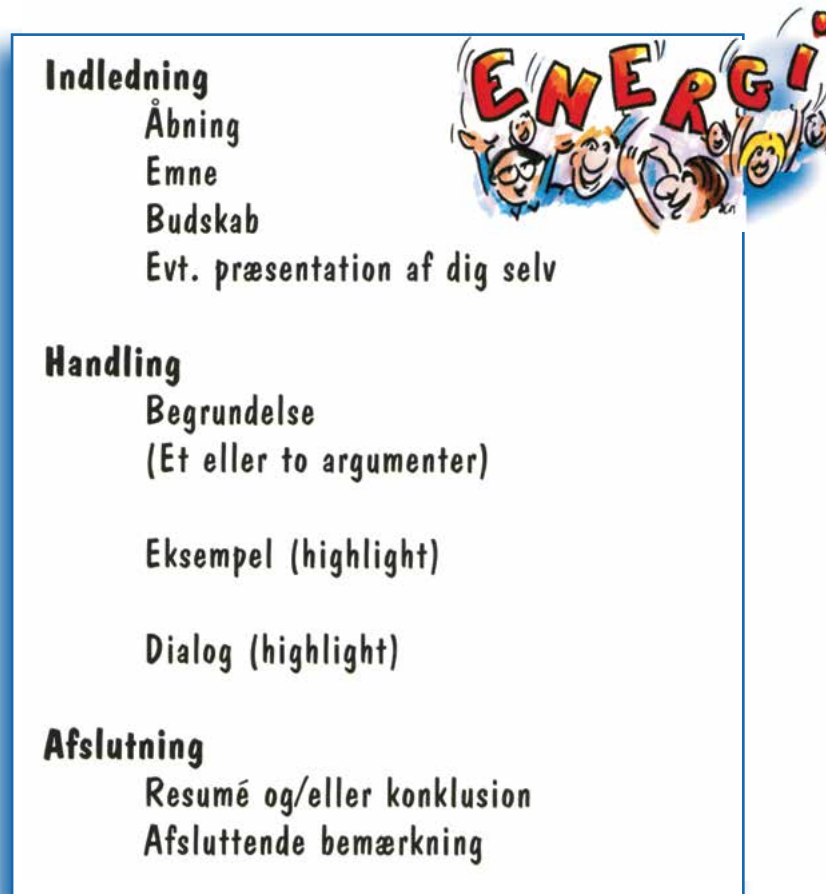 ENERGI
Indledning
Åbning
Emne
Budskab
Evt. præsentation af dig selv
Handling
Begrundelse
(Et eller to argumenter)
Eksempel (highlight)
Dialog (highlight)
Afslutning
Resumé og/eller konklusion
Afsluttende bemærkning